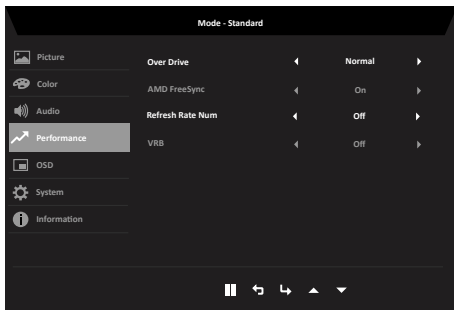 Mode - Standard
Picture
Color
Audio
Performance
OSD
System
Information
Over Drive Normal
AMD FreeSync On
Refresh Rate Num Off
VRB Off